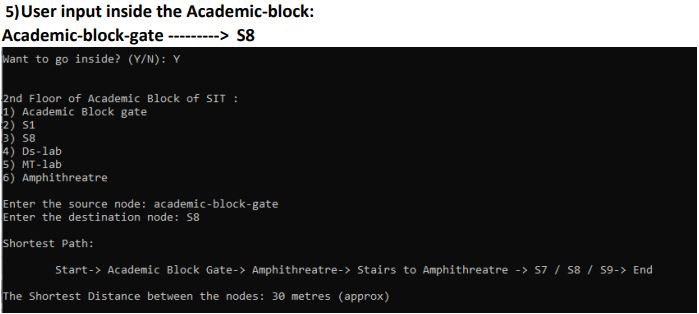 5)User input inside the Academic-block:
Academic-block-gate ---------> S8
Want to go inside? (Y/N): Y
2nd Floor of Academic Block of SIT :
1) Academic Block gate
2) S1
3) S8
4) Ds-lab
5) MT-lab
6) Amphithreatre
Enter the source node: academic-block-gate
Enter the destination node: S8
Shortest Path:
Start-> Academic Block Gate-> Amphithreatre-> Stairs to Amphithreatre -> S7 / S8 / S9-> End
The Shortest Distance between the nodes: 30 metres (approx)